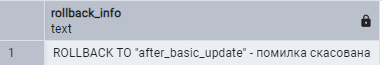 rollback_info
text
1 ROLLBACK TO "after_basic_update" - помилка скасована